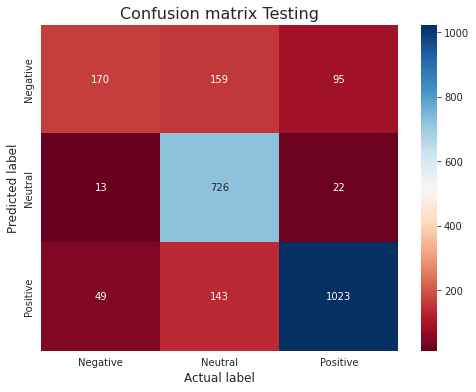 Confusion matrix Testing
Predicted label
Negative
170
159
95
Neutral
13
726
22
Positive
49
143
1023
Negative
Neutral
Positive
Actual label
1000
800
600
400
200